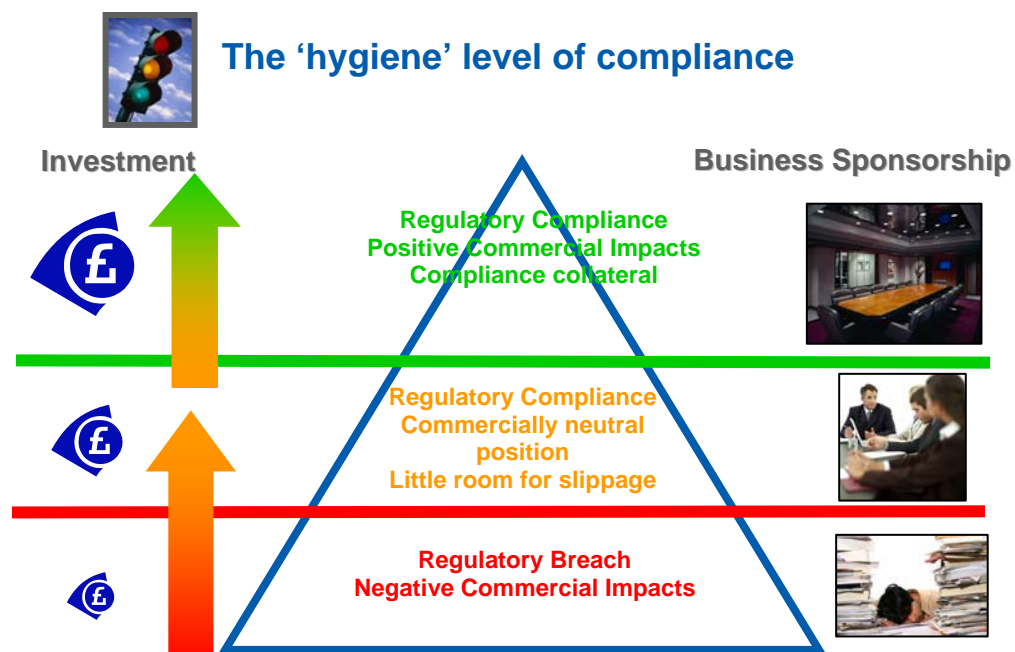 The ‘hygiene’ level of compliance
Investment
Business Sponsorship
Regulatory Compliance
Positive Commercial Impacts
Compliance collateral
£
Regulatory Compliance
Commercially neutral
position
Little room for slippage
£
Regulatory Breach
Negative Commercial Impacts
£